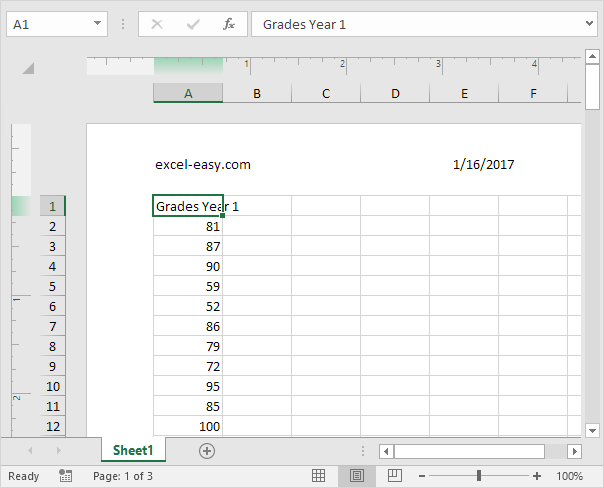 A1 fx Grades Year 1
1 2 3 4
A B C D E F
excel-easy.com 1/16/2017
1 Grades Year 1
2 81
3 87
4 90
5 59
6 52
7 86
8 79
9 72
10 95
11 85
12 100
1
2
Sheet1
Ready Page: 1 of 3 100%